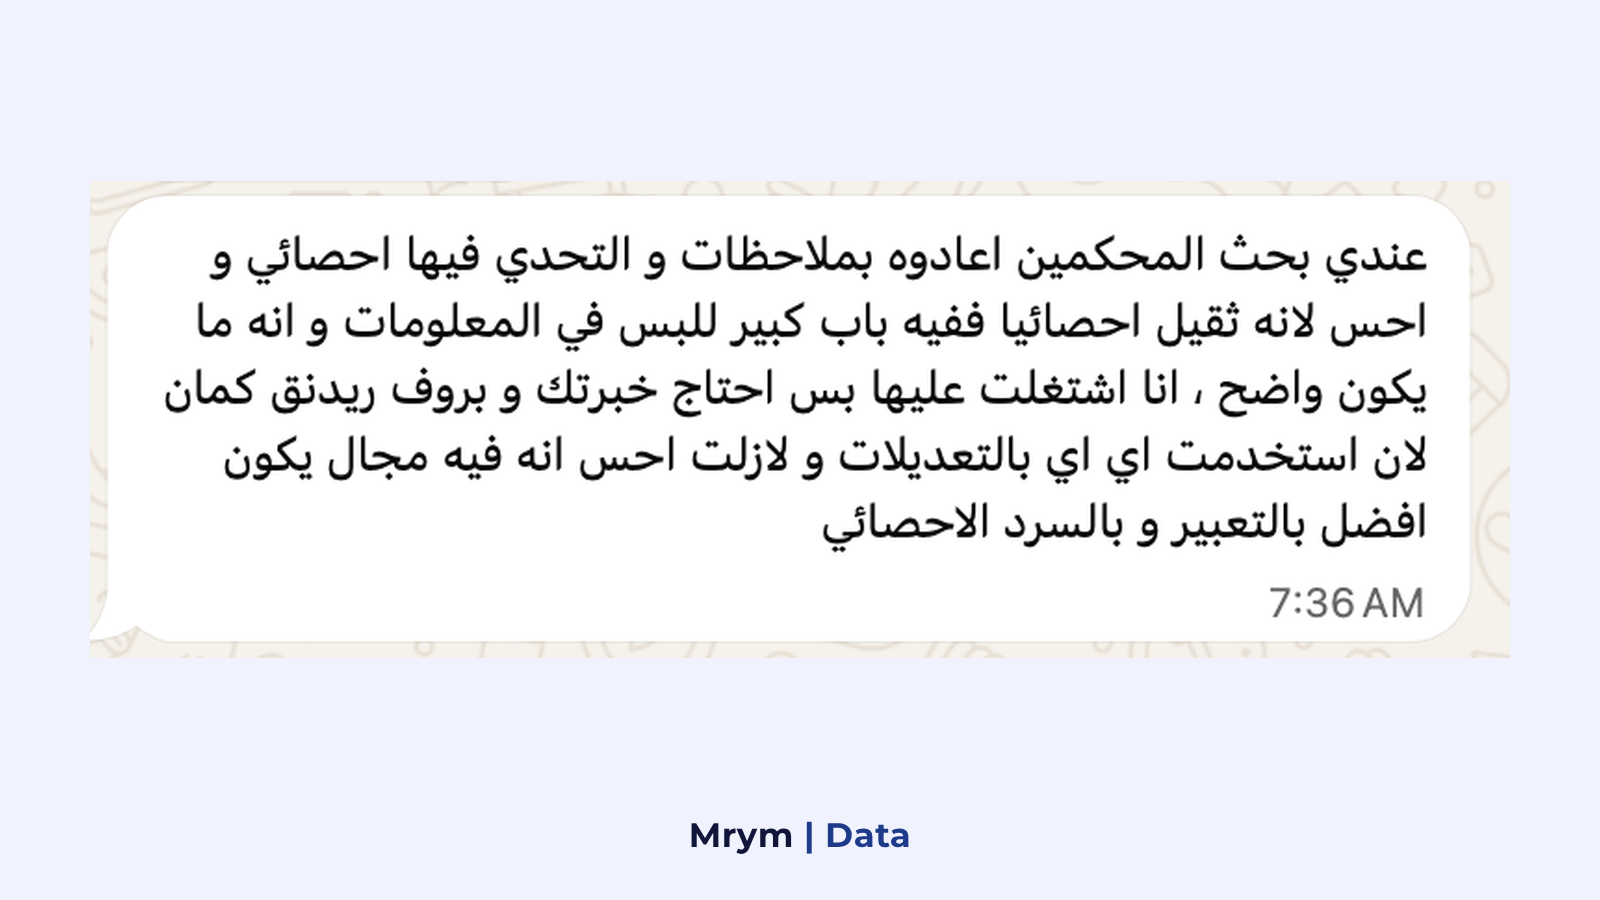 عندي بحث المحكمين اعادوه بملاحظات و التحدي فيها احصائي و
احس لانه ثقيل احصائيا ففيه باب كبير للبس في المعلومات و انه ما
يكون واضح ، انا اشتغلت عليها بس احتاج خبرتك و بروف ريدنق كمان
لان استخدمت اي اي بالتعديلات و لازلت احس انه فيه مجال يكون
افضل بالتعبير و بالسرد الاحصائي
7:36 AM
Mrym | Data